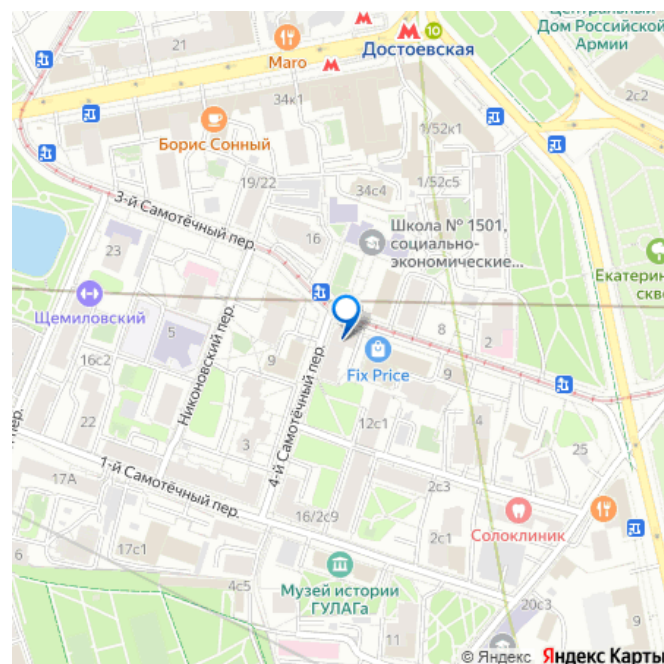 Центральный
Дом Российской
Армии
21
Maro
10
Достоевская
2с2
34к1
Борис Сонный
1/52к1
19/22
34с4
1/52с5
3-й Самотёчный пер.
23
16
Школа № 1501,
социально-
экономические...
Екатерин
скве
Щемиловский
5
Никоновский пер.
8
2
16с2
9
4-й Самотёчный пер.
Fix Price
9
22
12с1
4
пер.
3
25
17А
1-й Самотёчный пер.
2с3
16/2с9
Солоклиник
17с1
2с1
6
4с5
Музей истории
ГУЛАГа
20с3
11
9
© Яндекс Яндекс Карты